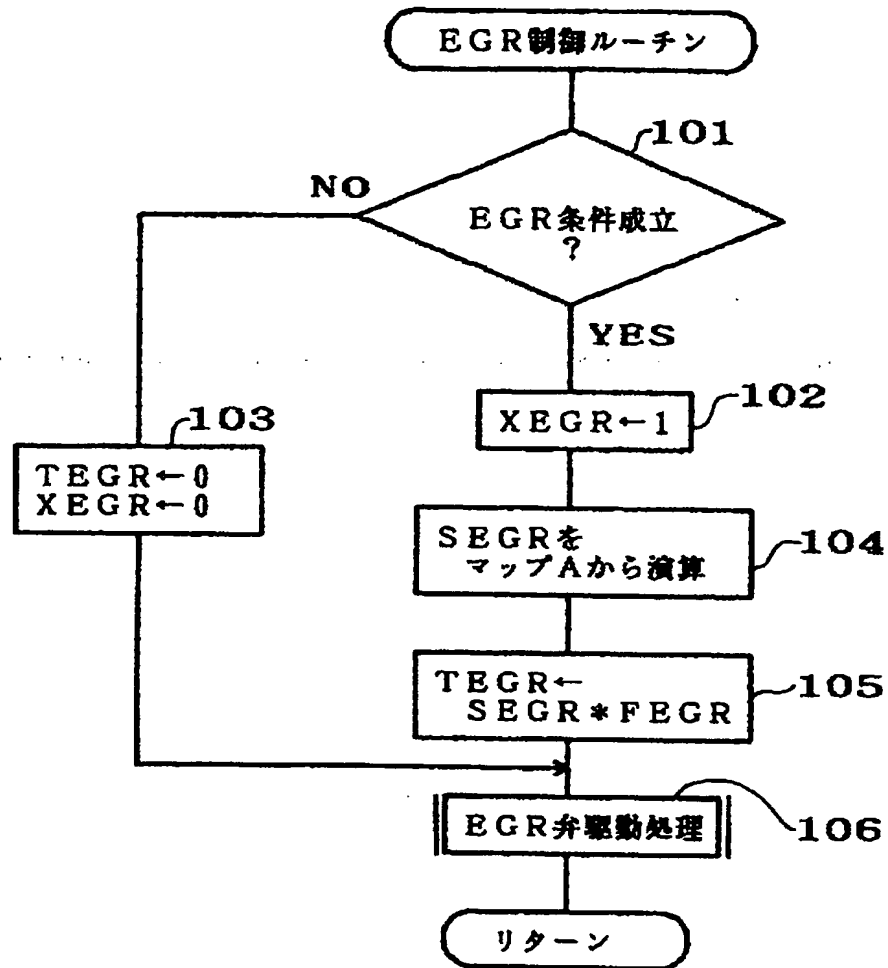 EGR制御ルーチン
101
NO
EGR条件成立
?
YES
102
XEGR←1
103
TEGR←0
XEGR←0
SEGRを
マップAから演算
104
TEGR←
SEGR*FEGR
105
EGR弁駆動処理
106
リターン